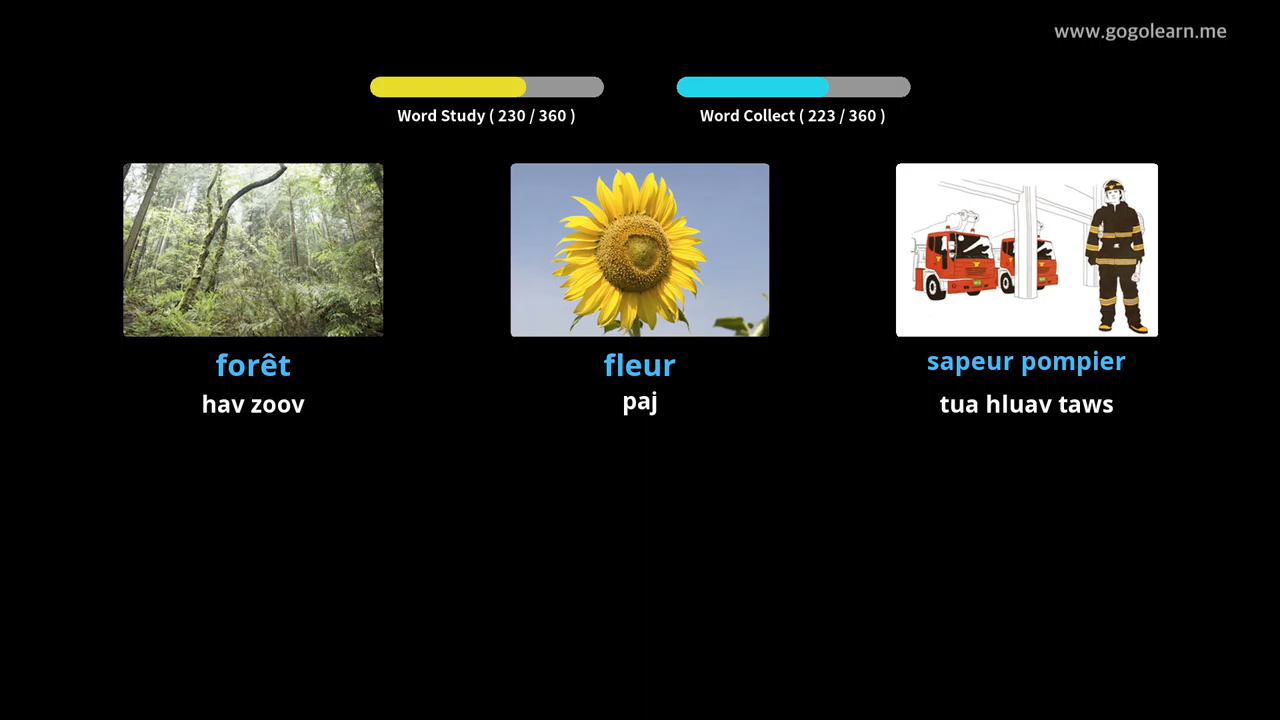 www.gogolearn.me
Word Study ( 230 / 360 )
Word Collect ( 223 / 360 )
forêt
hav zoov
fleur
paj
sapeur pompier
tua hluav taws